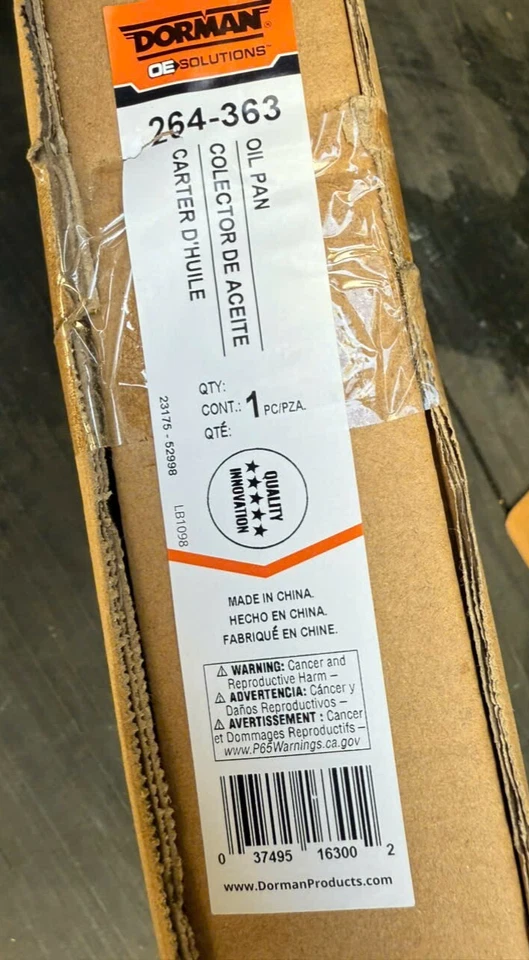 DORMAN®
OE SOLUTIONS™
264-363
OIL PAN
COLECTOR DE ACEITE
CARTER D'HUILE
QTY:
CONT.: 1 PC/PZA.
QTÉ:
23175 - 52998
LB1098
QUALITY
★★★★★
INNOVATION
MADE IN CHINA.
HECHO EN CHINA.
FABRIQUÉ EN CHINE.
⚠ WARNING: Cancer and
Reproductive Harm –
⚠ ADVERTENCIA: Cáncer y
Daños Reproductivos –
⚠ AVERTISSEMENT : Cancer
et Dommages Reproductifs –
www.P65Warnings.ca.gov
0 37495 16300 2
www.DormanProducts.com